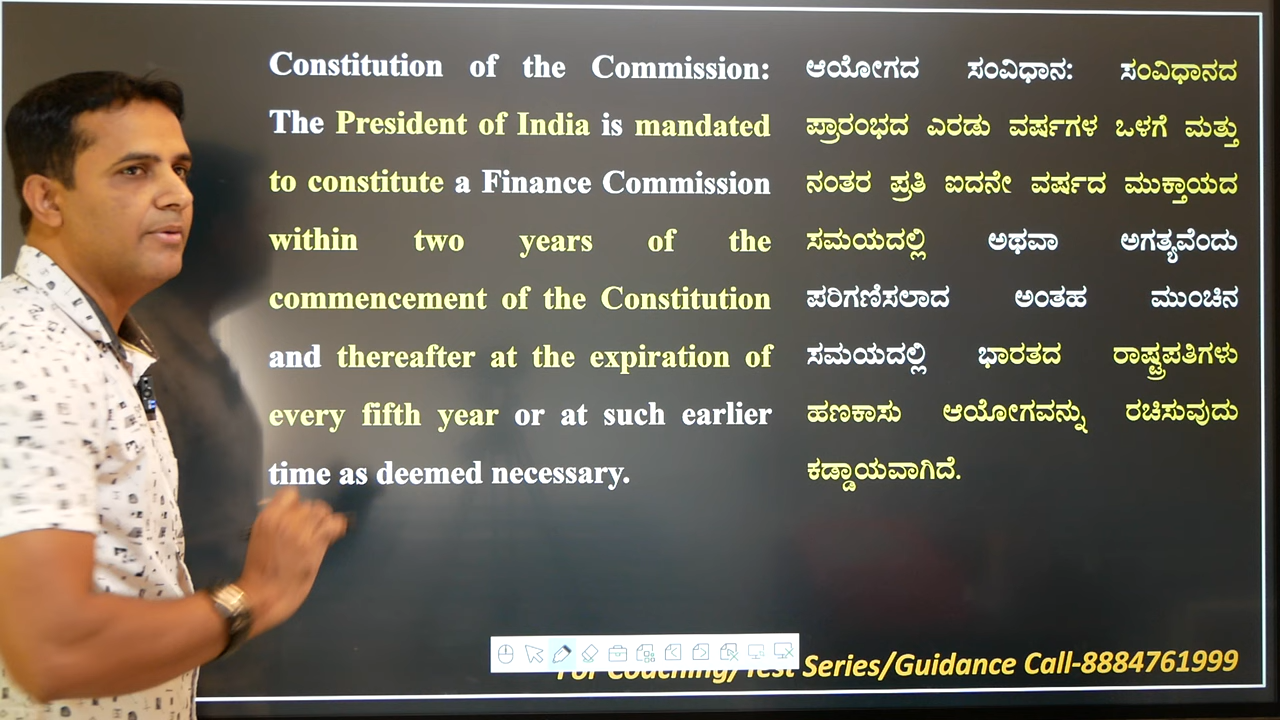 Constitution of the Commission:
The President of India is mandated
to constitute a Finance Commission
within two years of the
commencement of the Constitution
and thereafter at the expiration of
every fifth year or at such earlier
time as deemed necessary.
ಆಯೋಗದ ಸಂವಿಧಾನ: ಸಂವಿಧಾನದ
ಪ್ರಾರಂಭದ ಎರಡು ವರ್ಷಗಳ ಒಳಗೆ ಮತ್ತು
ನಂತರ ಪ್ರತಿ ಐದನೇ ವರ್ಷದ ಮುಕ್ತಾಯದ
ಸಮಯದಲ್ಲಿ ಅಥವಾ ಅಗತ್ಯವೆಂದು
ಪರಿಗಣಿಸಲಾದ ಅಂತಹ ಮುಂಚಿನ
ಸಮಯದಲ್ಲಿ ಭಾರತದ ರಾಷ್ಟ್ರಪತಿಗಳು
ಹಣಕಾಸು ಆಯೋಗವನ್ನು ರಚಿಸುವುದು
ಕಡ್ಡಾಯವಾಗಿದೆ.
For Coaching/Test Series/Guidance Call-8884761999